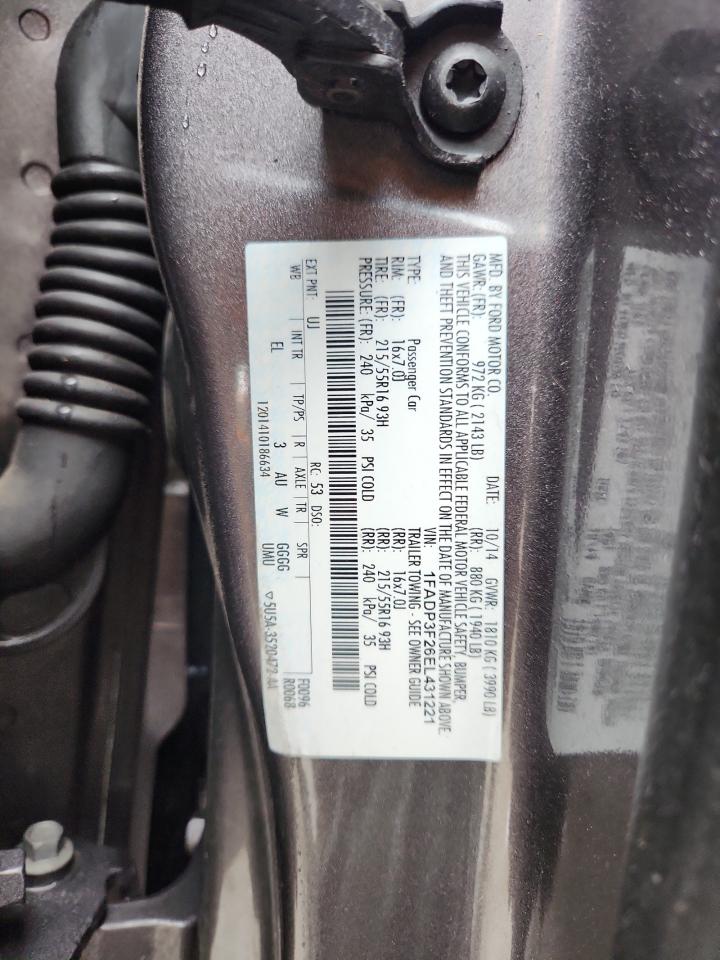 MFD. BY FORD MOTOR CO. DATE: 10/14 GVWR: 1810 KG ( 3990 LB)
GAWR: (FR): 972 KG ( 2143 LB) (RR): 880 KG ( 1940 LB)
THIS VEHICLE CONFORMS TO ALL APPLICABLE FEDERAL MOTOR VEHICLE SAFETY, BUMPER,
AND THEFT PREVENTION STANDARDS IN EFFECT ON THE DATE OF MANUFACTURE SHOWN ABOVE.
VIN: 1FADP3F26EL431221
TYPE: Passenger Car TRAILER TOWING - SEE OWNER GUIDE
RIM: (FR): 16x7.0J (RR): 16x7.0J
TIRE: (FR): 215/55R16 93H (RR): 215/55R16 93H
PRESSURE: (FR): 240 kPa/ 35 PSI COLD (RR): 240 kPa/ 35 PSI COLD
EXT PNT: UJ RC: 53 DSO: F0096
WB INT TR TP/PS R AXLE TR SPR R0068
EL 3 AU W GGGG
UMU
1201410186634 ▽ 5U5A-3520472-AA